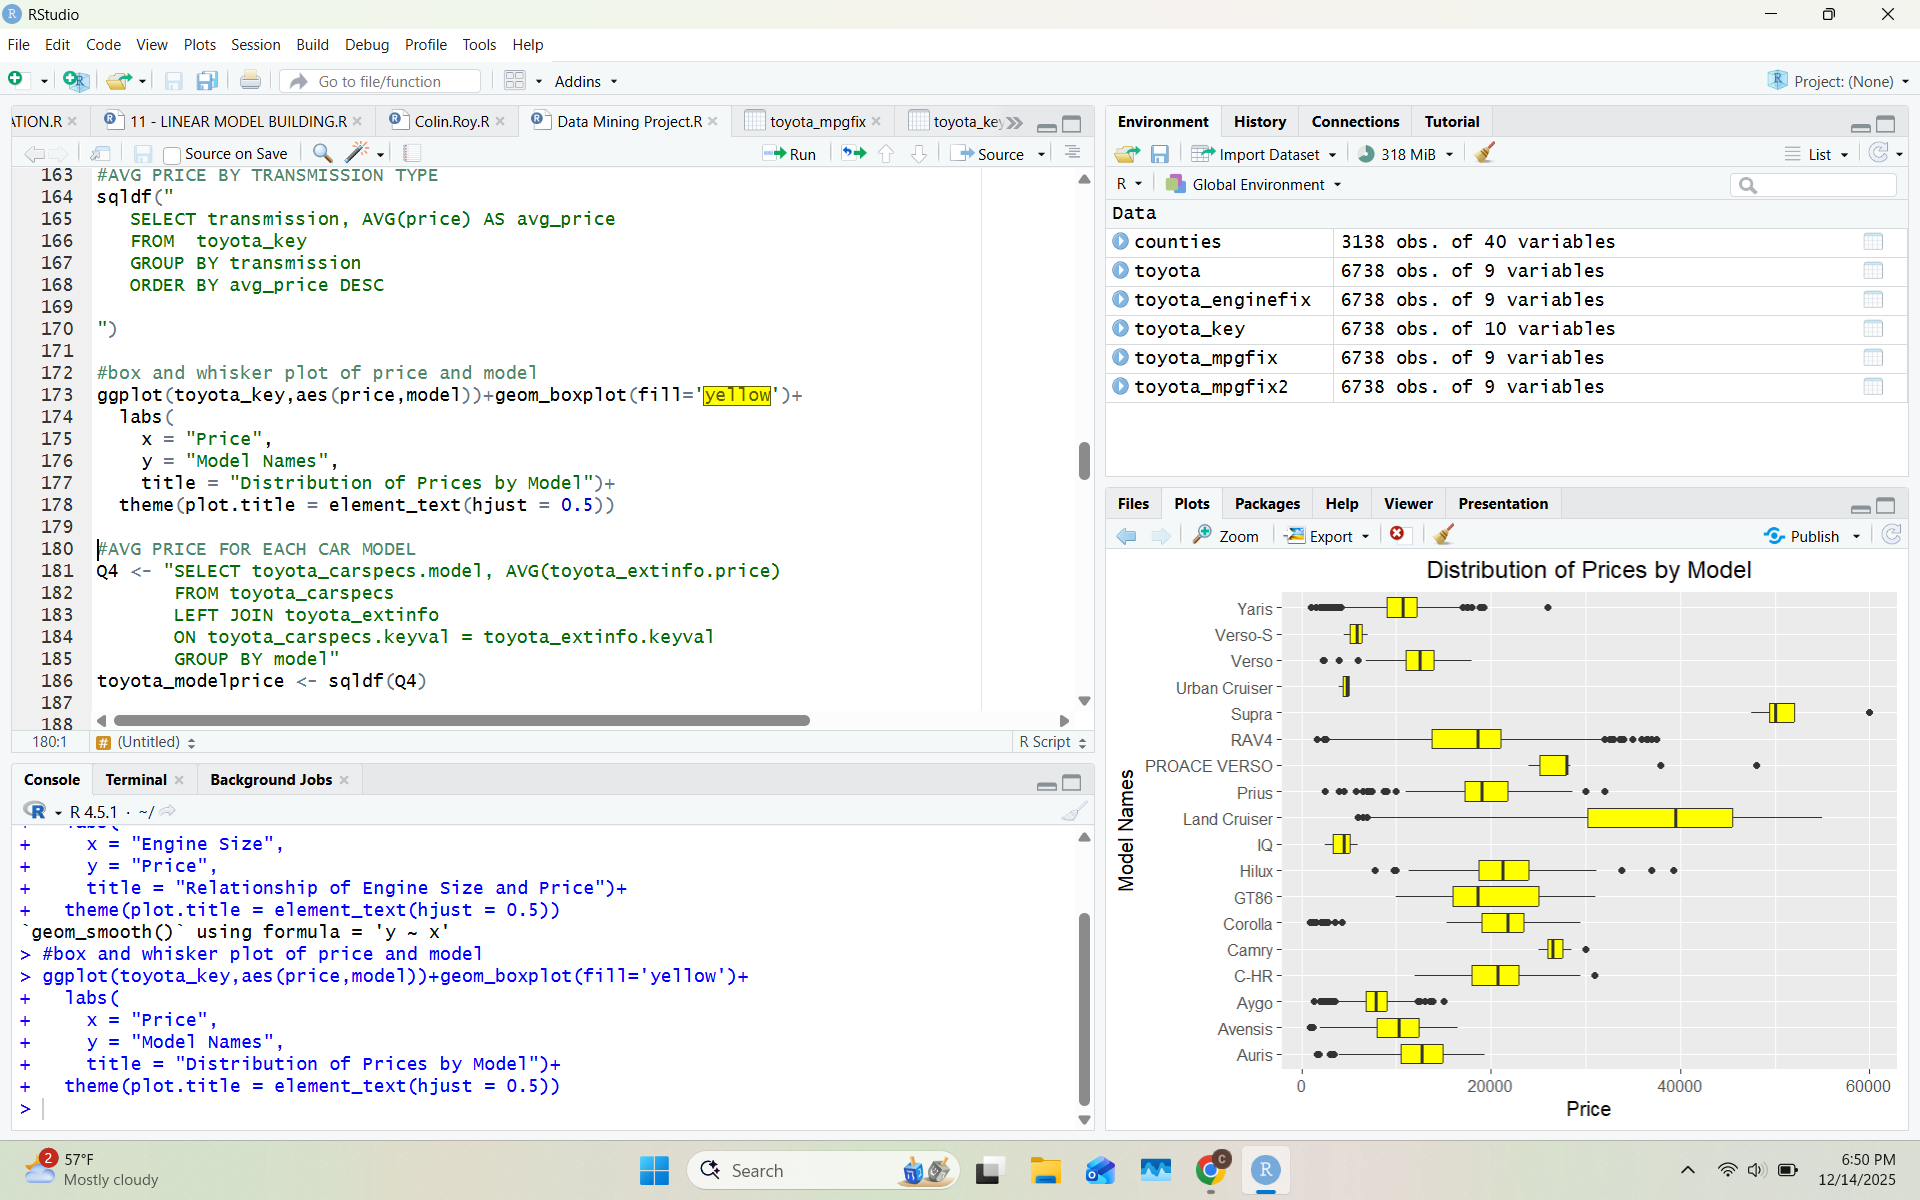 RStudio
File Edit Code View Plots Session Build Debug Profile Tools Help
Go to file/function Addins Project: (None)
ATION.R 11 - LINEAR MODEL BUILDING.R Colin.Roy.R Data Mining Project.R toyota_mpgfix toyota_key
Source on Save Run Source
163 #AVG PRICE BY TRANSMISSION TYPE
164 sqldf("
165 SELECT transmission, AVG(price) AS avg_price
166 FROM toyota_key
167 GROUP BY transmission
168 ORDER BY avg_price DESC
169
170 ")
171
172 #box and whisker plot of price and model
173 ggplot(toyota_key,aes(price,model))+geom_boxplot(fill='yellow')+
174 labs(
175 x = "Price",
176 y = "Model Names",
177 title = "Distribution of Prices by Model")+
178 theme(plot.title = element_text(hjust = 0.5))
179
180 #AVG PRICE FOR EACH CAR MODEL
181 Q4 <- "SELECT toyota_carspecs.model, AVG(toyota_extinfo.price)
182 FROM toyota_carspecs
183 LEFT JOIN toyota_extinfo
184 ON toyota_carspecs.keyval = toyota_extinfo.keyval
185 GROUP BY model"
186 toyota_modelprice <- sqldf(Q4)
187
188
180:1 # (Untitled) R Script
Console Terminal Background Jobs
R 4.5.1 · ~/
+ labs(
+ x = "Engine Size",
+ y = "Price",
+ title = "Relationship of Engine Size and Price")+
+ theme(plot.title = element_text(hjust = 0.5))
`geom_smooth()` using formula = 'y ~ x'
> #box and whisker plot of price and model
> ggplot(toyota_key,aes(price,model))+geom_boxplot(fill='yellow')+
+ labs(
+ x = "Price",
+ y = "Model Names",
+ title = "Distribution of Prices by Model")+
+ theme(plot.title = element_text(hjust = 0.5))
>
Environment History Connections Tutorial
Import Dataset 318 MiB List
R Global Environment
Data
counties 3138 obs. of 40 variables
toyota 6738 obs. of 9 variables
toyota_enginefix 6738 obs. of 9 variables
toyota_key 6738 obs. of 10 variables
toyota_mpgfix 6738 obs. of 9 variables
toyota_mpgfix2 6738 obs. of 9 variables
Files Plots Packages Help Viewer Presentation
Zoom Export Publish
Distribution of Prices by Model
Model Names
Yaris
Verso-S
Verso
Urban Cruiser
Supra
RAV4
PROACE VERSO
Prius
Land Cruiser
IQ
Hilux
GT86
Corolla
Camry
C-HR
Aygo
Avensis
Auris
0 20000 40000 60000
Price
2 57°F
Mostly cloudy
Search
C
6:50 PM
12/14/2025